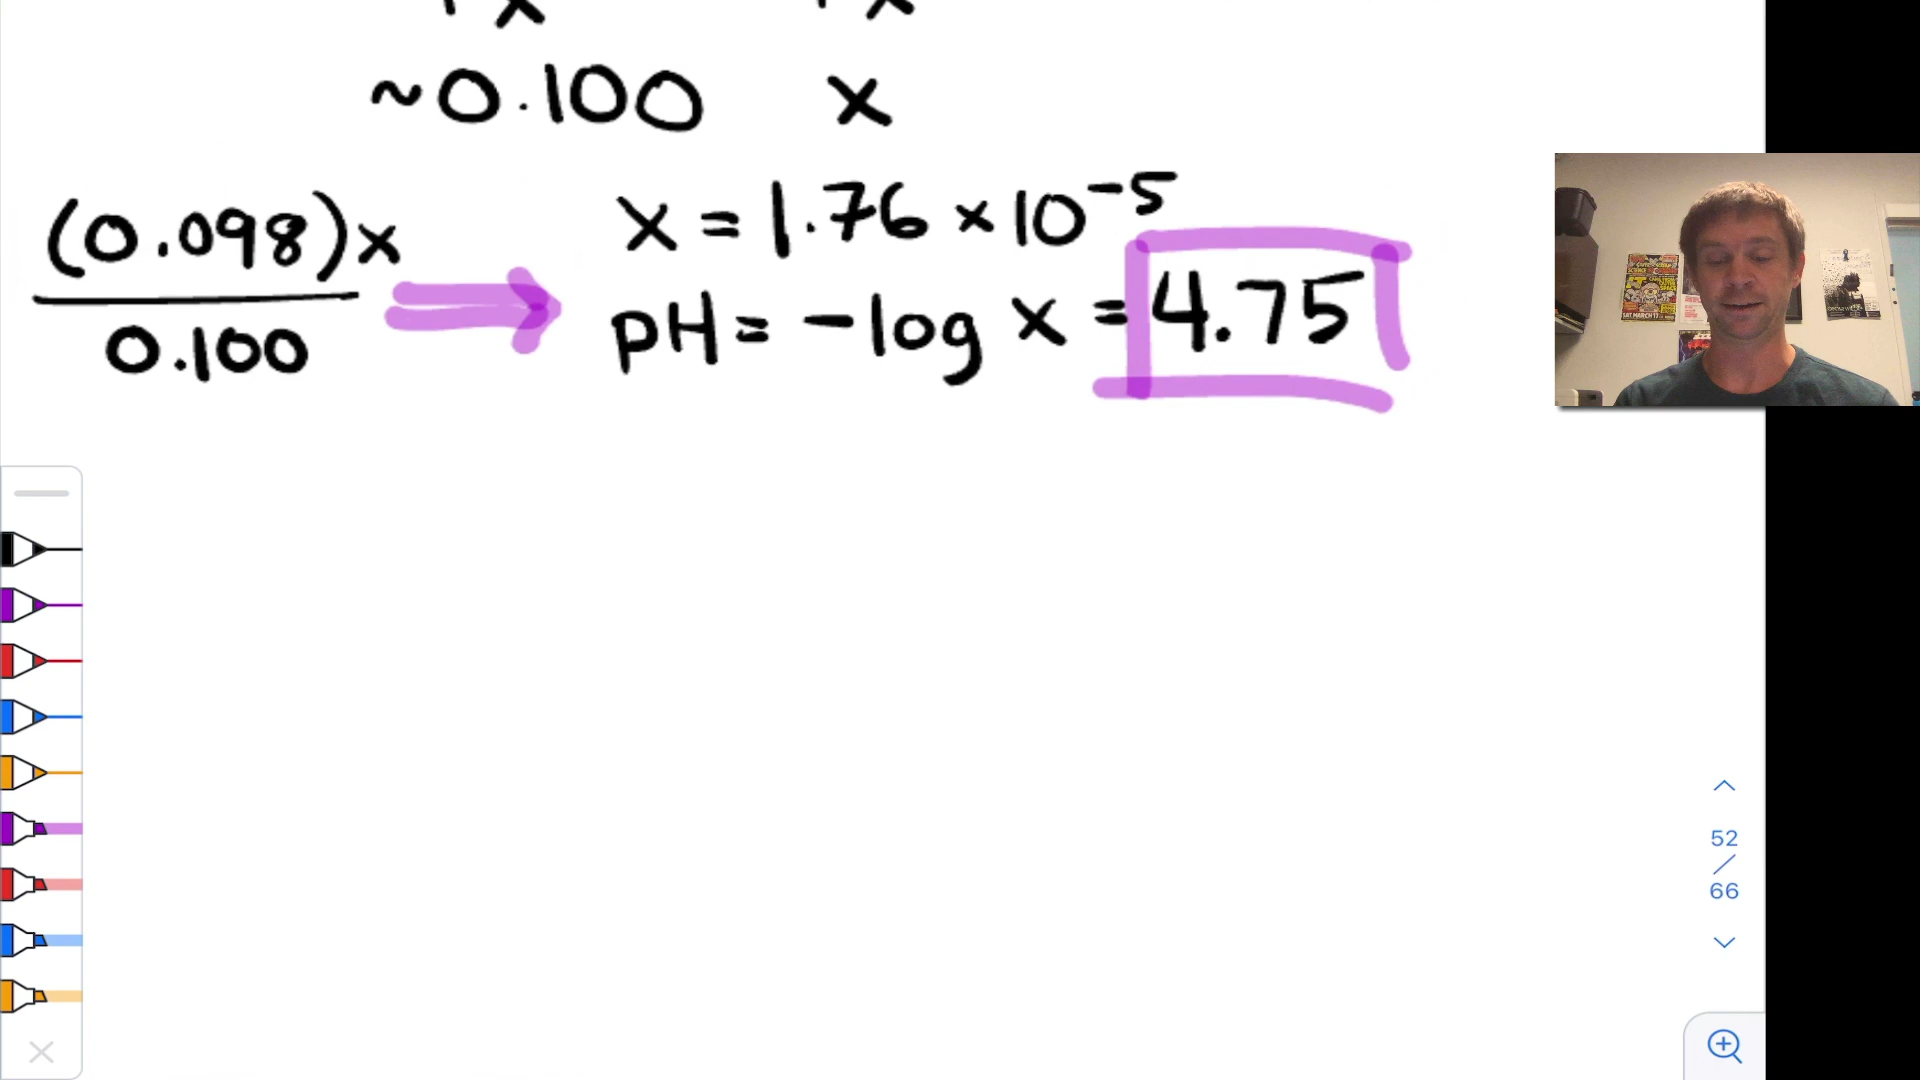 ~0.100 x
(0.098)x
0.100
x = 1.76 × 10⁻⁵
pH = -log x = 4.75
52
/
66